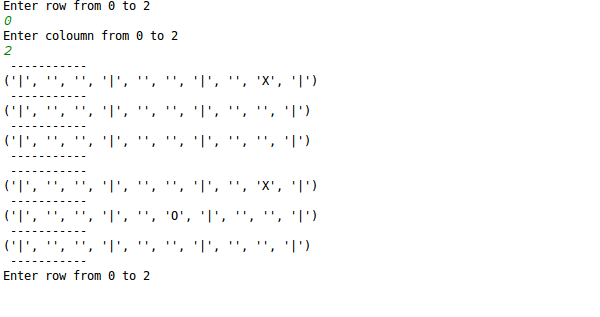 Enter row from 0 to 2
0
Enter coloumn from 0 to 2
2
-----------
('|', '', '', '|', '', '', '|', '', 'X', '|')
-----------
('|', '', '', '|', '', '', '|', '', '', '|')
-----------
('|', '', '', '|', '', '', '|', '', '', '|')
-----------
-----------
('|', '', '', '|', '', '', '|', '', 'X', '|')
-----------
('|', '', '', '|', '', 'O', '|', '', '', '|')
-----------
('|', '', '', '|', '', '', '|', '', '', '|')
-----------
Enter row from 0 to 2